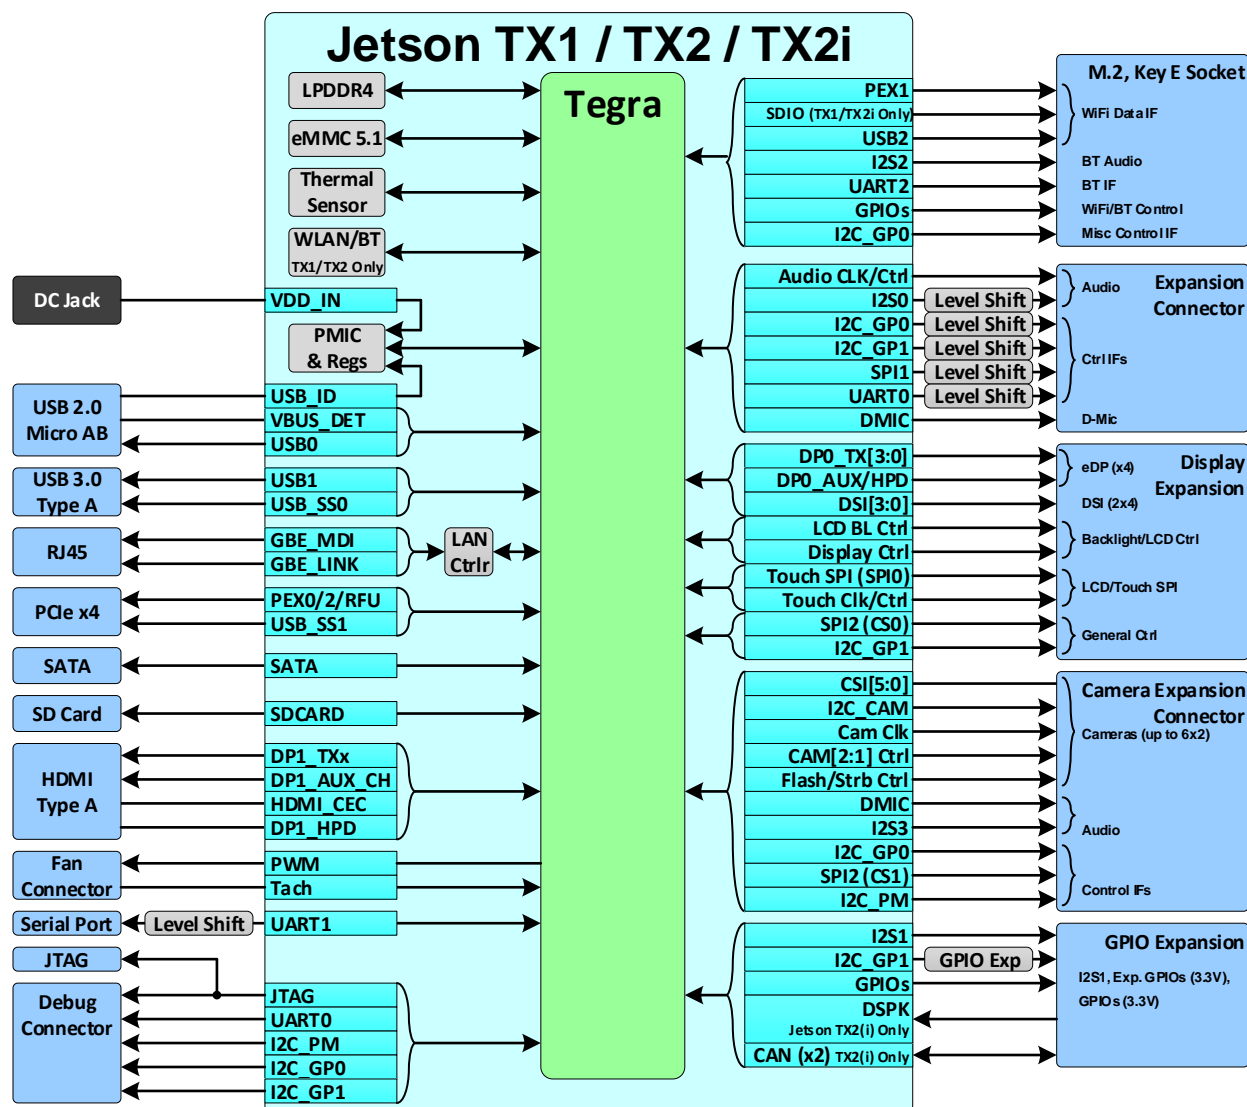 Jetson TX1 / TX2 / TX2i
LPDDR4
eMMC 5.1
Thermal
Sensor
WLAN/BT
TX1/TX2 Only
DC Jack
VDD_IN
PMIC
& Regs
USB 2.0
Micro AB
USB_ID
VBUS_DET
USB0
USB 3.0
Type A
USB1
USB_SS0
RJ45
GBE_MDI
GBE_LINK
LAN
Ctrlr
PCIe x4
PEX0/2/RFU
USB_SS1
SATA
SATA
SD Card
SDCARD
HDMI
Type A
DP1_TXx
DP1_AUX_CH
HDMI_CEC
DP1_HPD
Fan
Connector
PWM
Tach
Serial Port
Level Shift
UART1
JTAG
Debug
Connector
JTAG
UART0
I2C_PM
I2C_GP0
I2C_GP1
Tegra
PEX1
SDIO (TX1/TX2i Only)
USB2
I2S2
UART2
GPIOs
I2C_GP0
M.2, Key E Socket
WiFi Data IF
BT Audio
BT IF
WiFi/BT Control
Misc Control IF
Audio CLK/Ctrl
I2S0
Level Shift
I2C_GP0
Level Shift
I2C_GP1
Level Shift
SPI1
Level Shift
UART0
Level Shift
DMIC
Expansion
Connector
Audio
Ctrl IFs
D-Mic
DP0_TX[3:0]
DP0_AUX/HPD
DSI[3:0]
LCD BL Ctrl
Display Ctrl
Touch SPI (SPI0)
Touch Clk/Ctrl
SPI2 (CS0)
I2C_GP1
Display
Expansion
eDP (x4)
DSI (2x4)
Backlight/LCD Ctrl
LCD/Touch SPI
General Ctrl
CSI[5:0]
I2C_CAM
Cam Clk
CAM[2:1] Ctrl
Flash/Strb Ctrl
DMIC
I2S3
I2C_GP0
SPI2 (CS1)
I2C_PM
Camera Expansion
Connector
Cameras (up to 6x2)
Audio
Control IFs
I2S1
I2C_GP1
GPIO Exp
GPIOs
DSPK
Jetson TX2(i) Only
CAN (x2) TX2(i) Only
GPIO Expansion
I2S1, Exp. GPIOs (3.3V),
GPIOs (3.3V)